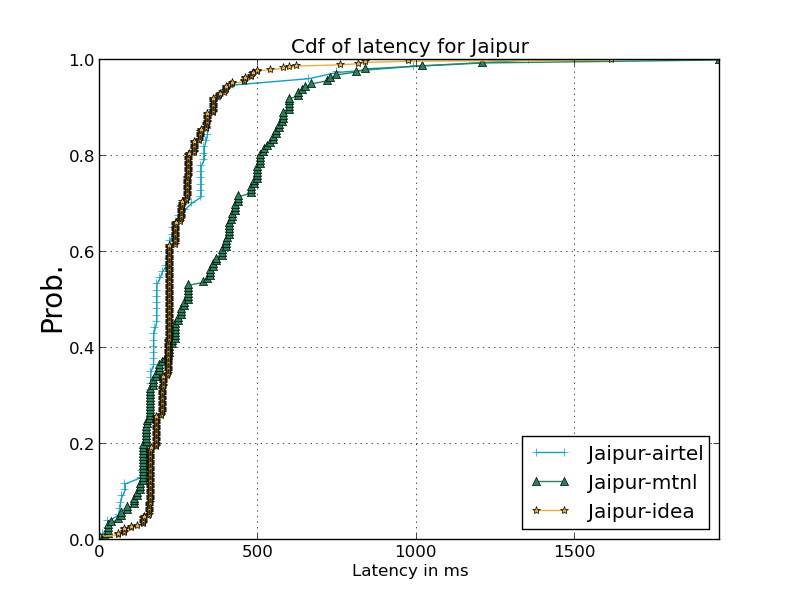 Cdf of latency for Jaipur
1.0
0.8
0.6
0.4
0.2
0.0
Prob.
0
500
1000
1500
Latency in ms
Jaipur-airtel
Jaipur-mtnl
Jaipur-idea